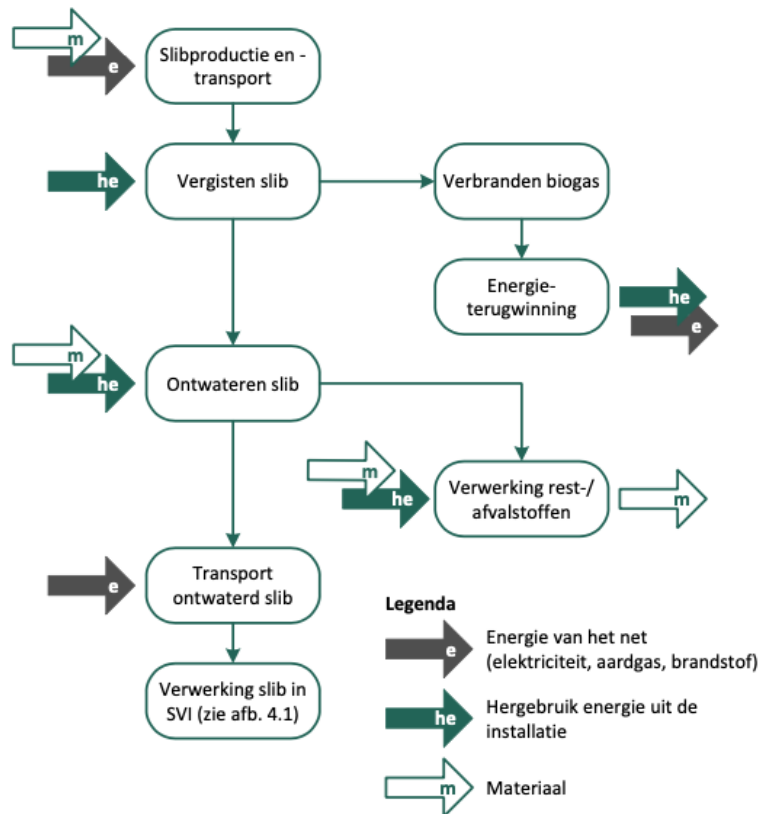 m
e
Slibproductie en -
transport
he
Vergisten slib
Verbranden biogas
Energie-
terugwinning
he
e
m
he
Ontwateren slib
m
he
Verwerking rest-/
afvalstoffen
m
e
Transport
ontwaterd slib
Verwerking slib in
SVI (zie afb. 4.1)
Legenda
e
Energie van het net
(elektriciteit, aardgas, brandstof)
he
Hergebruik energie uit de
installatie
m
Materiaal